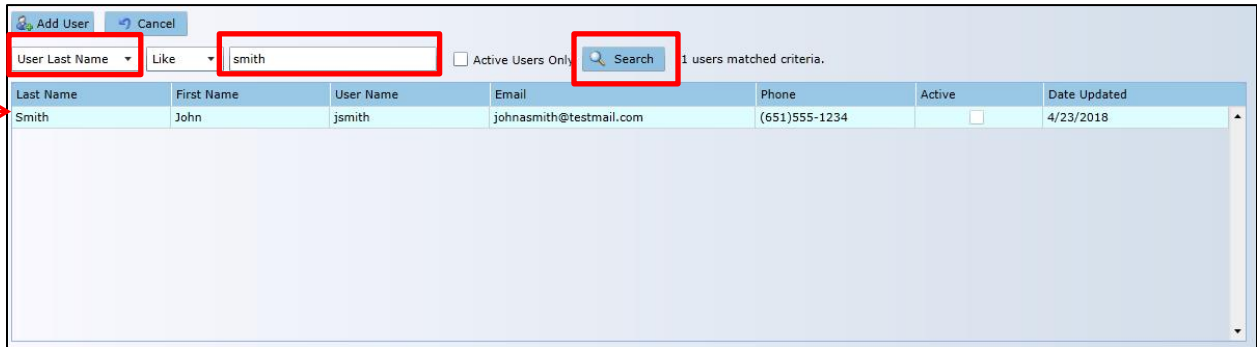 Add User Cancel
User Last Name Like smith Active Users Only Search 1 users matched criteria.
Last Name First Name User Name Email Phone Active Date Updated
Smith John jsmith johnasmith@testmail.com (651)555-1234 4/23/2018